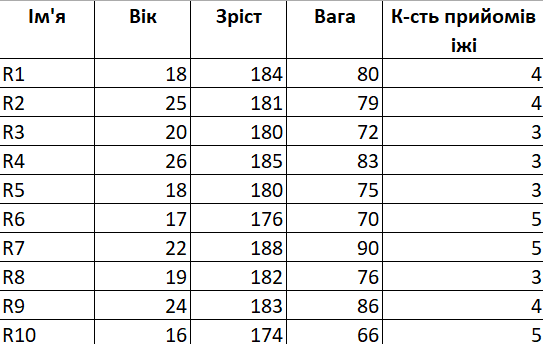 Ім'я Вік Зріст Вага К-сть прийомів
їжі
R1 18 184 80 4
R2 25 181 79 4
R3 20 180 72 3
R4 26 185 83 3
R5 18 180 75 3
R6 17 176 70 5
R7 22 188 90 5
R8 19 182 76 3
R9 24 183 86 4
R10 16 174 66 5